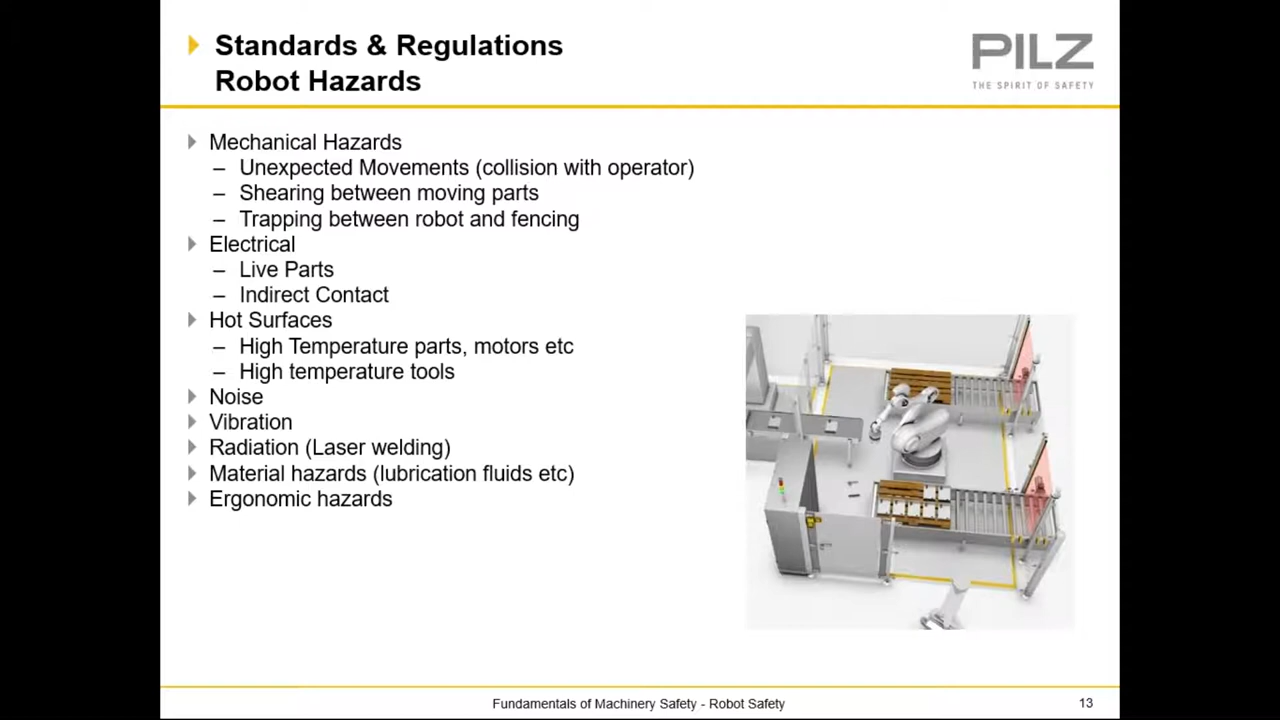 Standards & Regulations
Robot Hazards
PILZ
THE SPIRIT OF SAFETY
Mechanical Hazards
– Unexpected Movements (collision with operator)
– Shearing between moving parts
– Trapping between robot and fencing
Electrical
– Live Parts
– Indirect Contact
Hot Surfaces
– High Temperature parts, motors etc
– High temperature tools
Noise
Vibration
Radiation (Laser welding)
Material hazards (lubrication fluids etc)
Ergonomic hazards
Fundamentals of Machinery Safety - Robot Safety
13